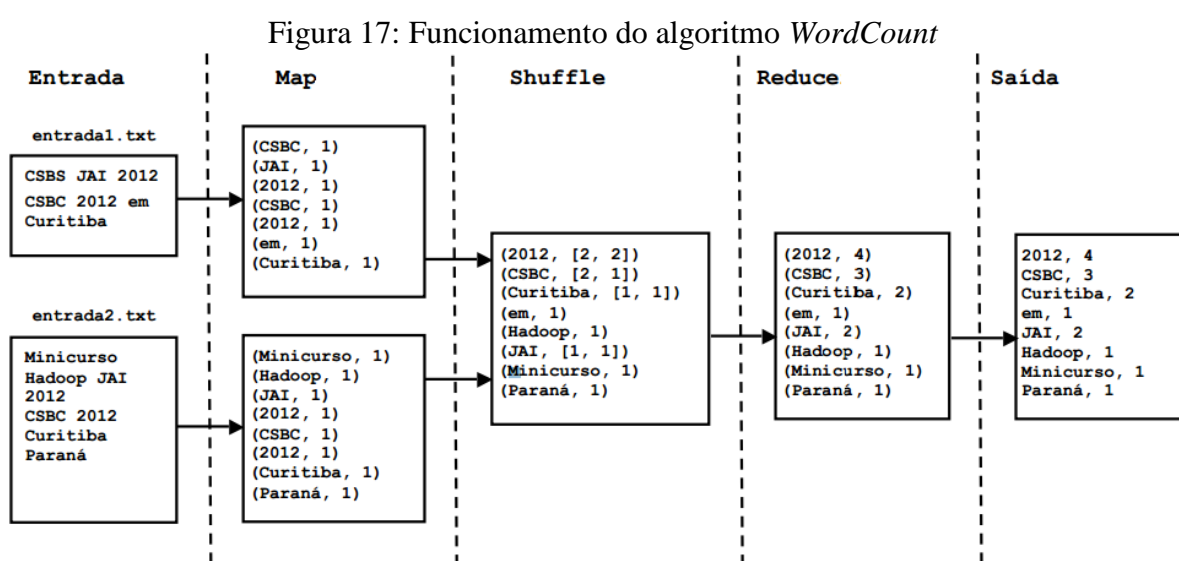 Figura 17: Funcionamento do algoritmo WordCount
Entrada
Map
Shuffle
Reduce
Saída
entrada1.txt
CSBS JAI 2012
CSBC 2012 em
Curitiba
entrada2.txt
Minicurso
Hadoop JAI
2012
CSBC 2012
Curitiba
Paraná
(CSBC, 1)
(JAI, 1)
(2012, 1)
(CSBC, 1)
(2012, 1)
(em, 1)
(Curitiba, 1)
(Minicurso, 1)
(Hadoop, 1)
(JAI, 1)
(2012, 1)
(CSBC, 1)
(2012, 1)
(Curitiba, 1)
(Paraná, 1)
(2012, [2, 2])
(CSBC, [2, 1])
(Curitiba, [1, 1])
(em, 1)
(Hadoop, 1)
(JAI, [1, 1])
(Minicurso, 1)
(Paraná, 1)
(2012, 4)
(CSBC, 3)
(Curitiba, 2)
(em, 1)
(JAI, 2)
(Hadoop, 1)
(Minicurso, 1)
(Paraná, 1)
2012, 4
CSBC, 3
Curitiba, 2
em, 1
JAI, 2
Hadoop, 1
Minicurso, 1
Paraná, 1